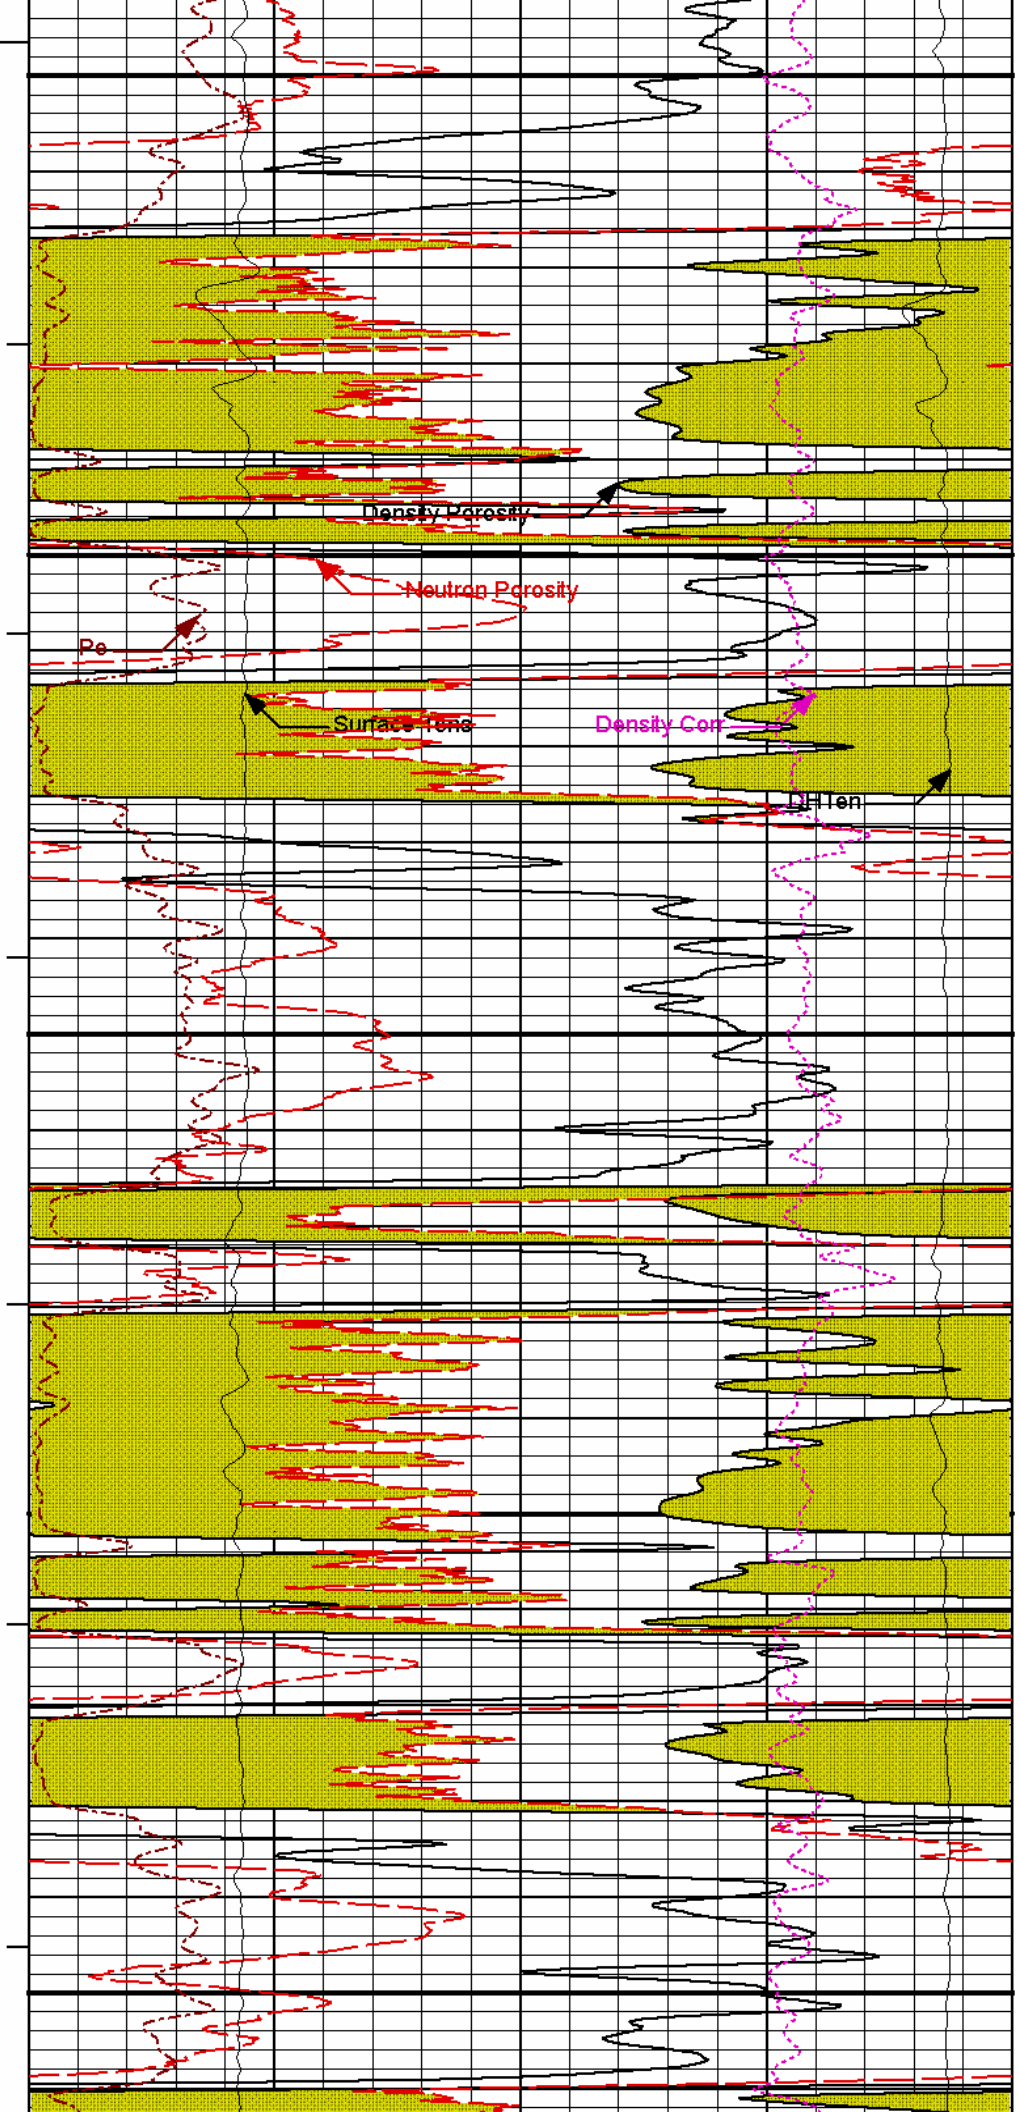 Density Porosity
Neutron Porosity
Pe
Surface Tens
Density Corr
DHTen